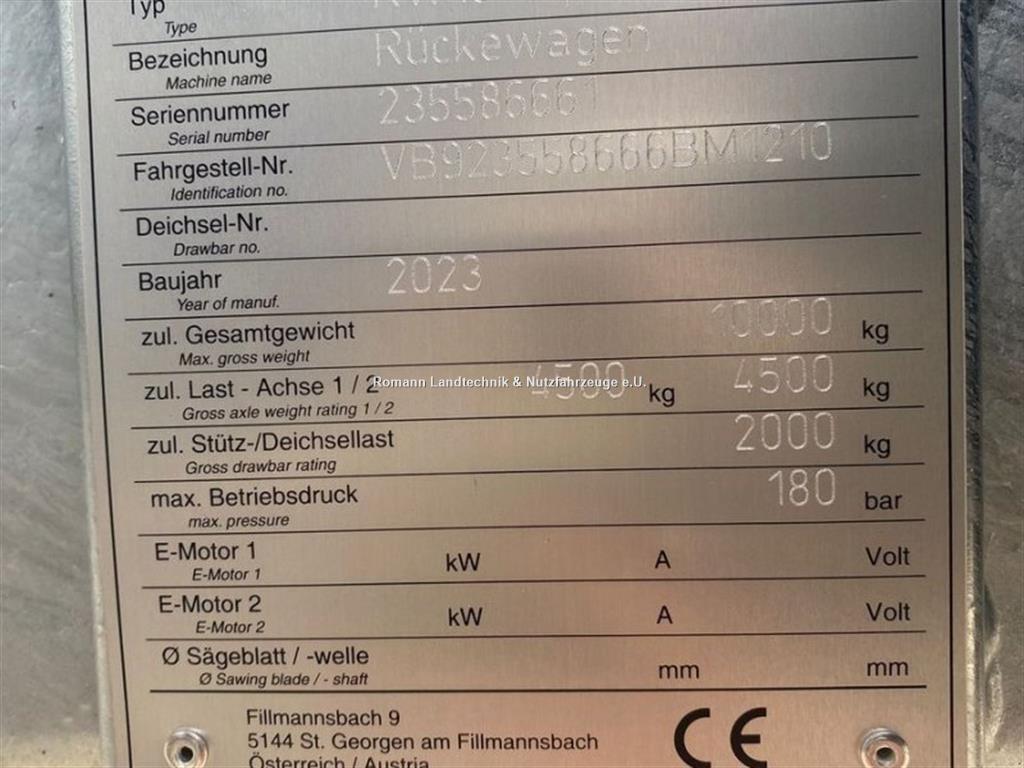 Typ
Type
Bezeichnung Rückewagen
Machine name
Seriennummer 235586661
Serial number
Fahrgestell-Nr. VB923558666BM1210
Identification no.
Deichsel-Nr.
Drawbar no.
Baujahr 2023
Year of manuf.
zul. Gesamtgewicht 10000 kg
Max. gross weight
zul. Last - Achse 1 / 2 4500 kg 4500 kg
Romann Landtechnik & Nutzfahrzeuge e.U.
Gross axle weight rating 1 / 2
zul. Stütz-/Deichsellast 2000 kg
Gross drawbar rating
max. Betriebsdruck 180 bar
max. pressure
E-Motor 1 kW A Volt
E-Motor 1
E-Motor 2 kW A Volt
E-Motor 2
Ø Sägeblatt / -welle mm mm
Ø Sawing blade / - shaft
Fillmannsbach 9
5144 St. Georgen am Fillmannsbach
Österreich / Austria
CE